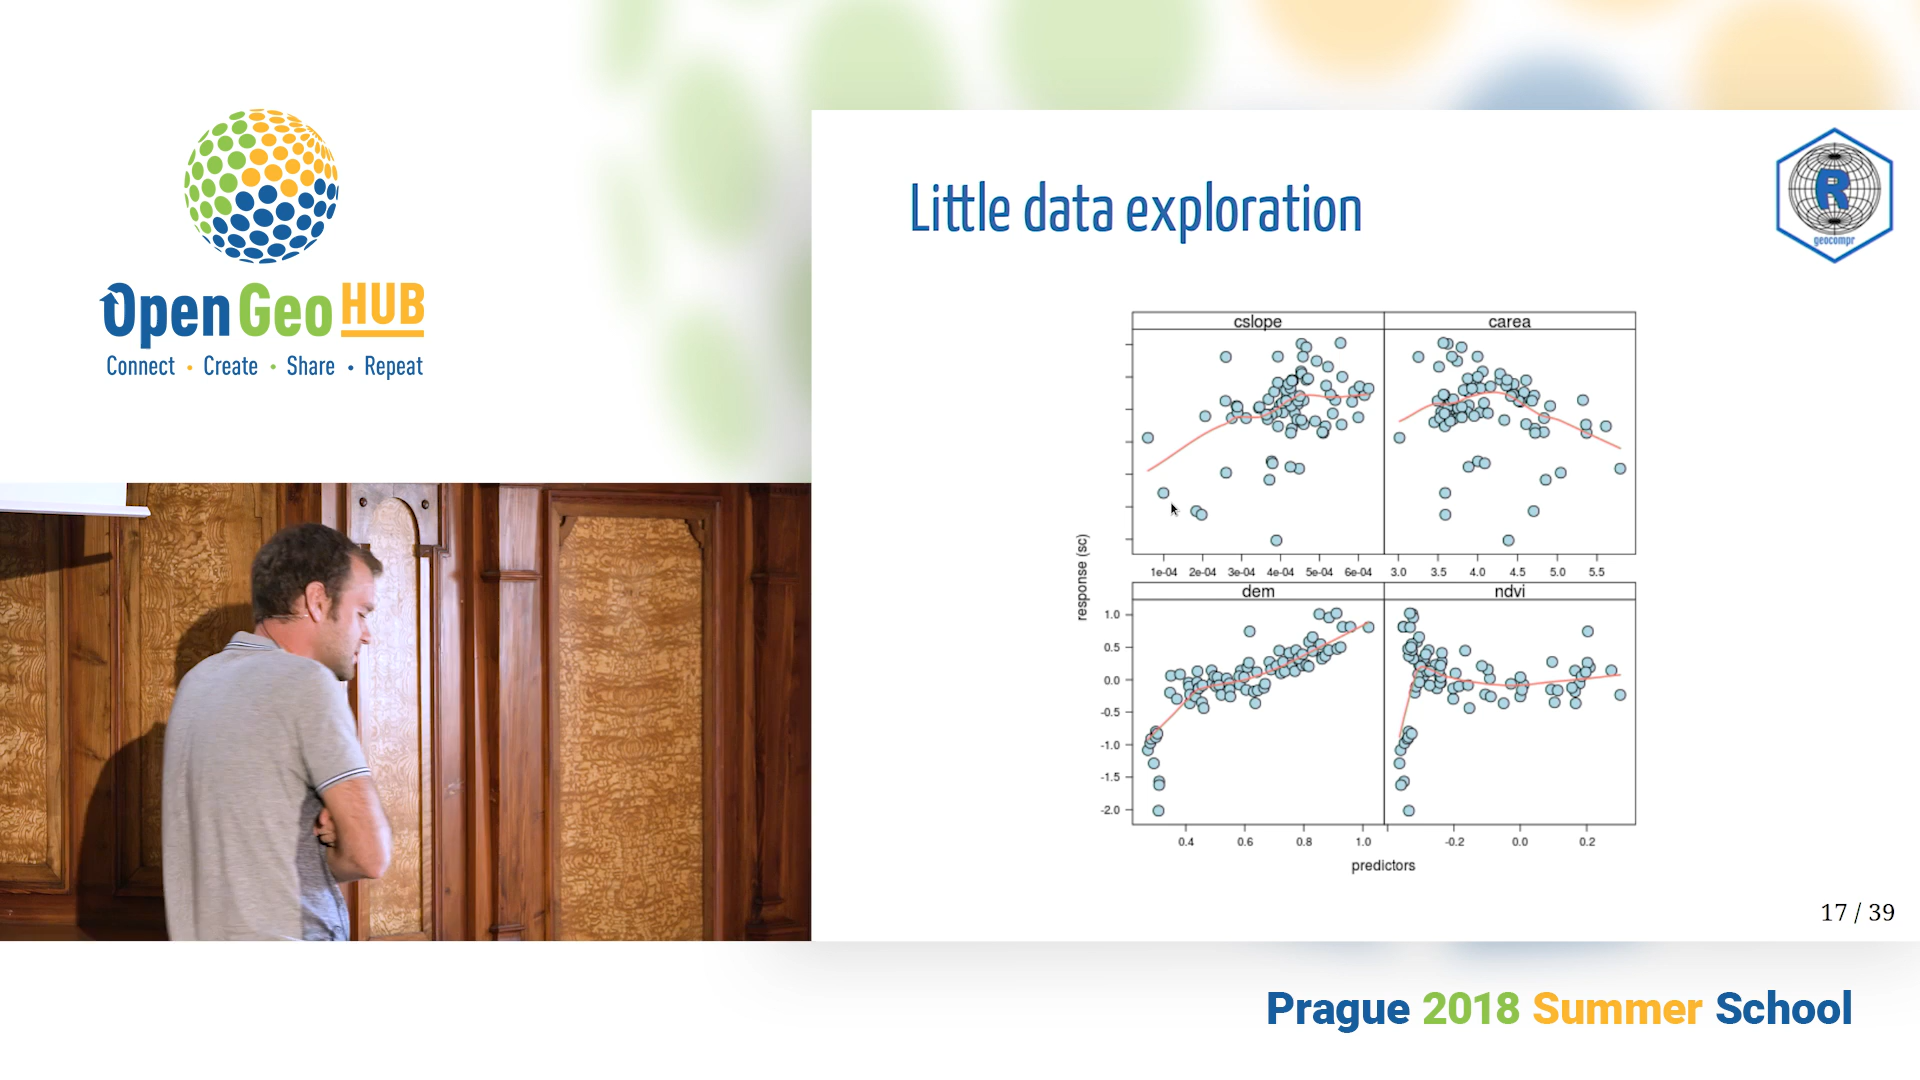 Open Geo HUB
Connect • Create • Share • Repeat
Little data exploration
geocompr
cslope
carea
response (sc)
1e-04 2e-04 3e-04 4e-04 5e-04 6e-04
3.0 3.5 4.0 4.5 5.0 5.5
dem
ndvi
1.0
0.5
0.0
-0.5
-1.0
-1.5
-2.0
0.4 0.6 0.8 1.0
-0.2 0.0 0.2
predictors
17 / 39
Prague 2018 Summer School